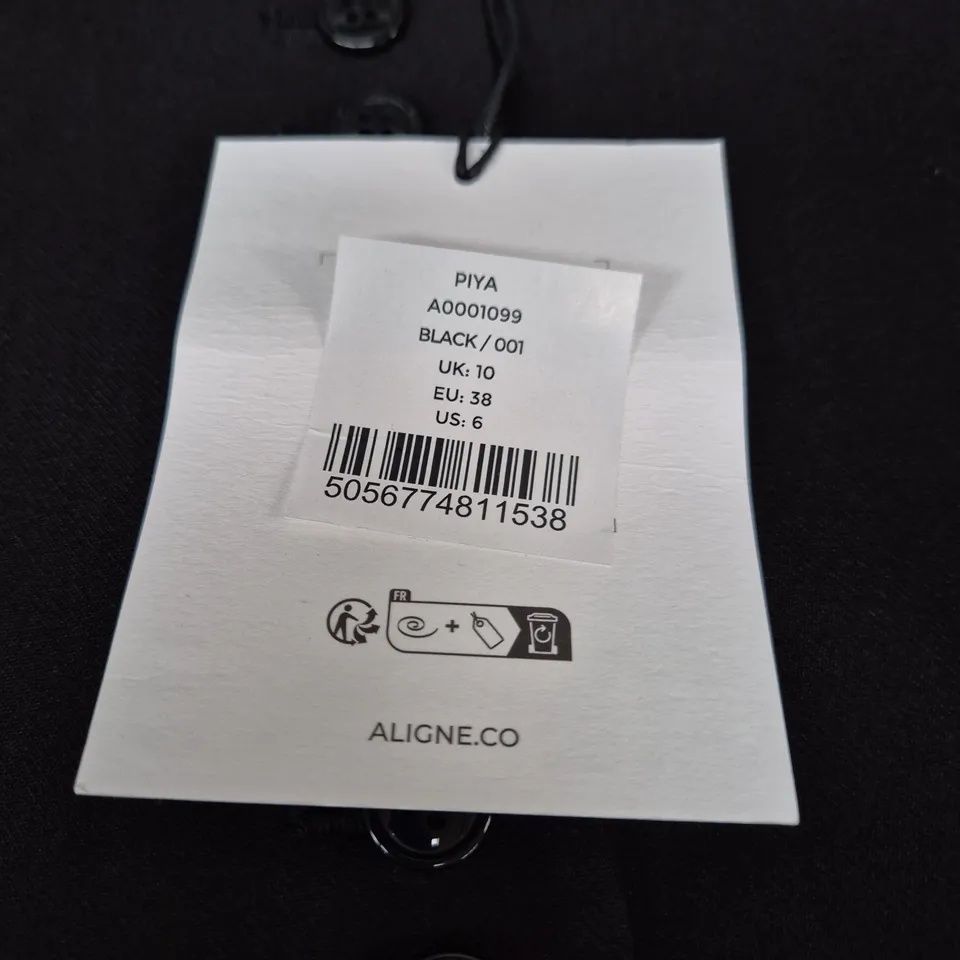 PIYA
A0001099
BLACK / 001
UK: 10
EU: 38
US: 6
5056774811538
FR
+
ALIGNE.CO